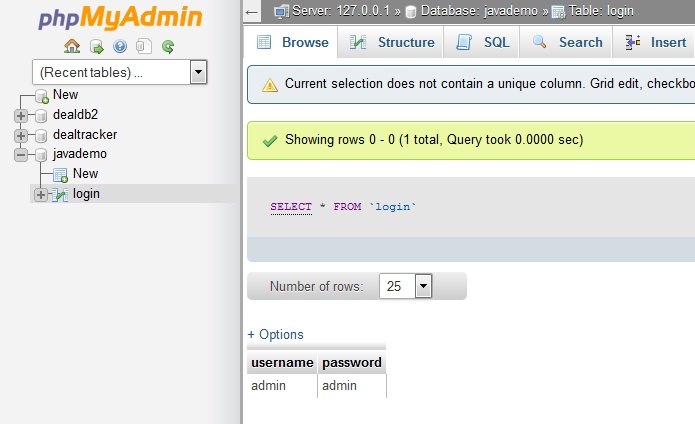 phpMyAdmin
(Recent tables) ...
New
dealdb2
dealtracker
javademo
New
login
Server: 127.0.0.1 » Database: javademo » Table: login
Browse Structure SQL Search Insert
Current selection does not contain a unique column. Grid edit, checkbo
Showing rows 0 - 0 (1 total, Query took 0.0000 sec)
SELECT * FROM `login`
Number of rows: 25
+ Options
username password
admin admin